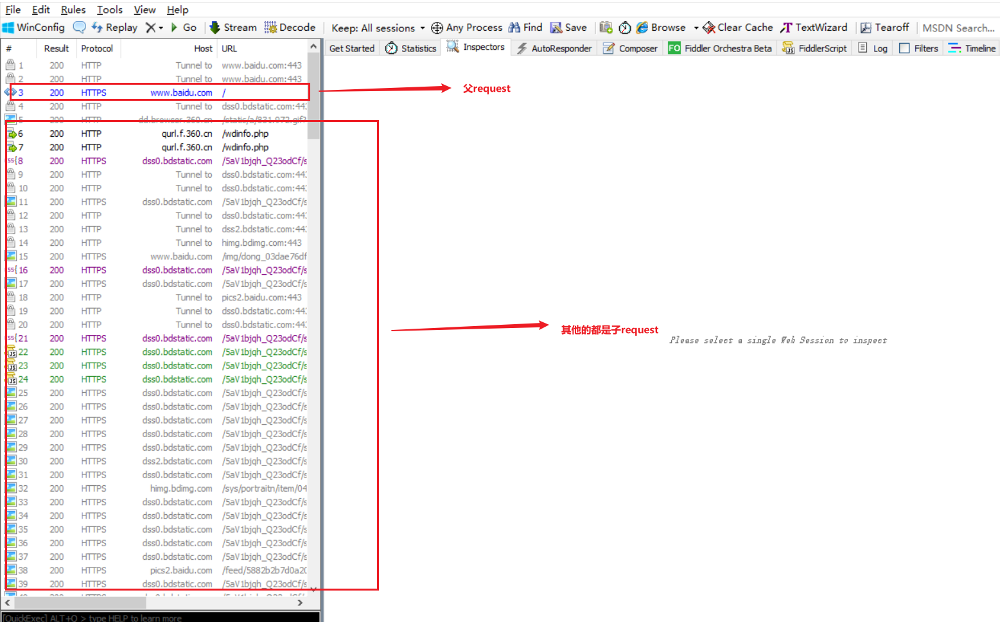 File Edit Rules Tools View Help
WinConfig Replay Go Stream Decode Keep: All sessions Any Process Find Save Browse Clear Cache TextWizard Tearoff MSDN Search...
# Result Protocol Host URL
Get Started Statistics Inspectors AutoResponder Composer FO Fiddler Orchestra Beta FiddlerScript Log Filters Timeline
1 200 HTTP Tunnel to www.baidu.com:443
2 200 HTTP Tunnel to www.baidu.com:443
3 200 HTTPS www.baidu.com /
父request
4 200 HTTP Tunnel to dss0.bdstatic.com:443
5 200 HTTP dd.browser.360.cn /static/a/831.972.gif?
6 200 HTTP qurl.f.360.cn /wdinfo.php
7 200 HTTP qurl.f.360.cn /wdinfo.php
8 200 HTTPS dss0.bdstatic.com /5aV1bjqh_Q23odCf/s
9 200 HTTP Tunnel to dss0.bdstatic.com:443
10 200 HTTP Tunnel to dss0.bdstatic.com:443
11 200 HTTPS dss0.bdstatic.com /5aV1bjqh_Q23odCf/s
12 200 HTTP Tunnel to dss0.bdstatic.com:443
13 200 HTTP Tunnel to dss2.bdstatic.com:443
14 200 HTTP Tunnel to himg.bdimg.com:443
15 200 HTTPS www.baidu.com /img/dong_03dae76df
16 200 HTTPS dss0.bdstatic.com /5aV1bjqh_Q23odCf/s
17 200 HTTPS dss0.bdstatic.com /5aV1bjqh_Q23odCf/s
18 200 HTTP Tunnel to pics2.baidu.com:443
19 200 HTTP Tunnel to dss0.bdstatic.com:443
20 200 HTTP Tunnel to dss0.bdstatic.com:443
其他的都是子request
Please select a single Web Session to inspect
21 200 HTTPS dss0.bdstatic.com /5aV1bjqh_Q23odCf/s
22 200 HTTPS dss0.bdstatic.com /5aV1bjqh_Q23odCf/s
23 200 HTTPS dss0.bdstatic.com /5aV1bjqh_Q23odCf/s
24 200 HTTPS dss0.bdstatic.com /5aV1bjqh_Q23odCf/s
25 200 HTTPS dss0.bdstatic.com /5aV1bjqh_Q23odCf/s
26 200 HTTPS dss0.bdstatic.com /5aV1bjqh_Q23odCf/s
27 200 HTTPS dss0.bdstatic.com /5aV1bjqh_Q23odCf/s
28 200 HTTPS dss0.bdstatic.com /5aV1bjqh_Q23odCf/s
29 200 HTTPS dss0.bdstatic.com /5aV1bjqh_Q23odCf/s
30 200 HTTPS dss2.bdstatic.com /5aV1bjqh_Q23odCf/s
31 200 HTTPS dss0.bdstatic.com /5aV1bjqh_Q23odCf/s
32 200 HTTPS himg.bdimg.com /sys/portraitn/item/04
33 200 HTTPS dss0.bdstatic.com /5aV1bjqh_Q23odCf/s
34 200 HTTPS dss0.bdstatic.com /5aV1bjqh_Q23odCf/s
35 200 HTTPS dss0.bdstatic.com /5aV1bjqh_Q23odCf/s
36 200 HTTPS dss0.bdstatic.com /5aV1bjqh_Q23odCf/s
37 200 HTTPS dss0.bdstatic.com /5aV1bjqh_Q23odCf/s
38 200 HTTPS pics2.baidu.com /feed/5882b2b7d0a20
39 200 HTTPS dss0.bdstatic.com /5aV1bjqh_Q23odCf/s
[QuickExec] ALT+Q > type HELP to learn more